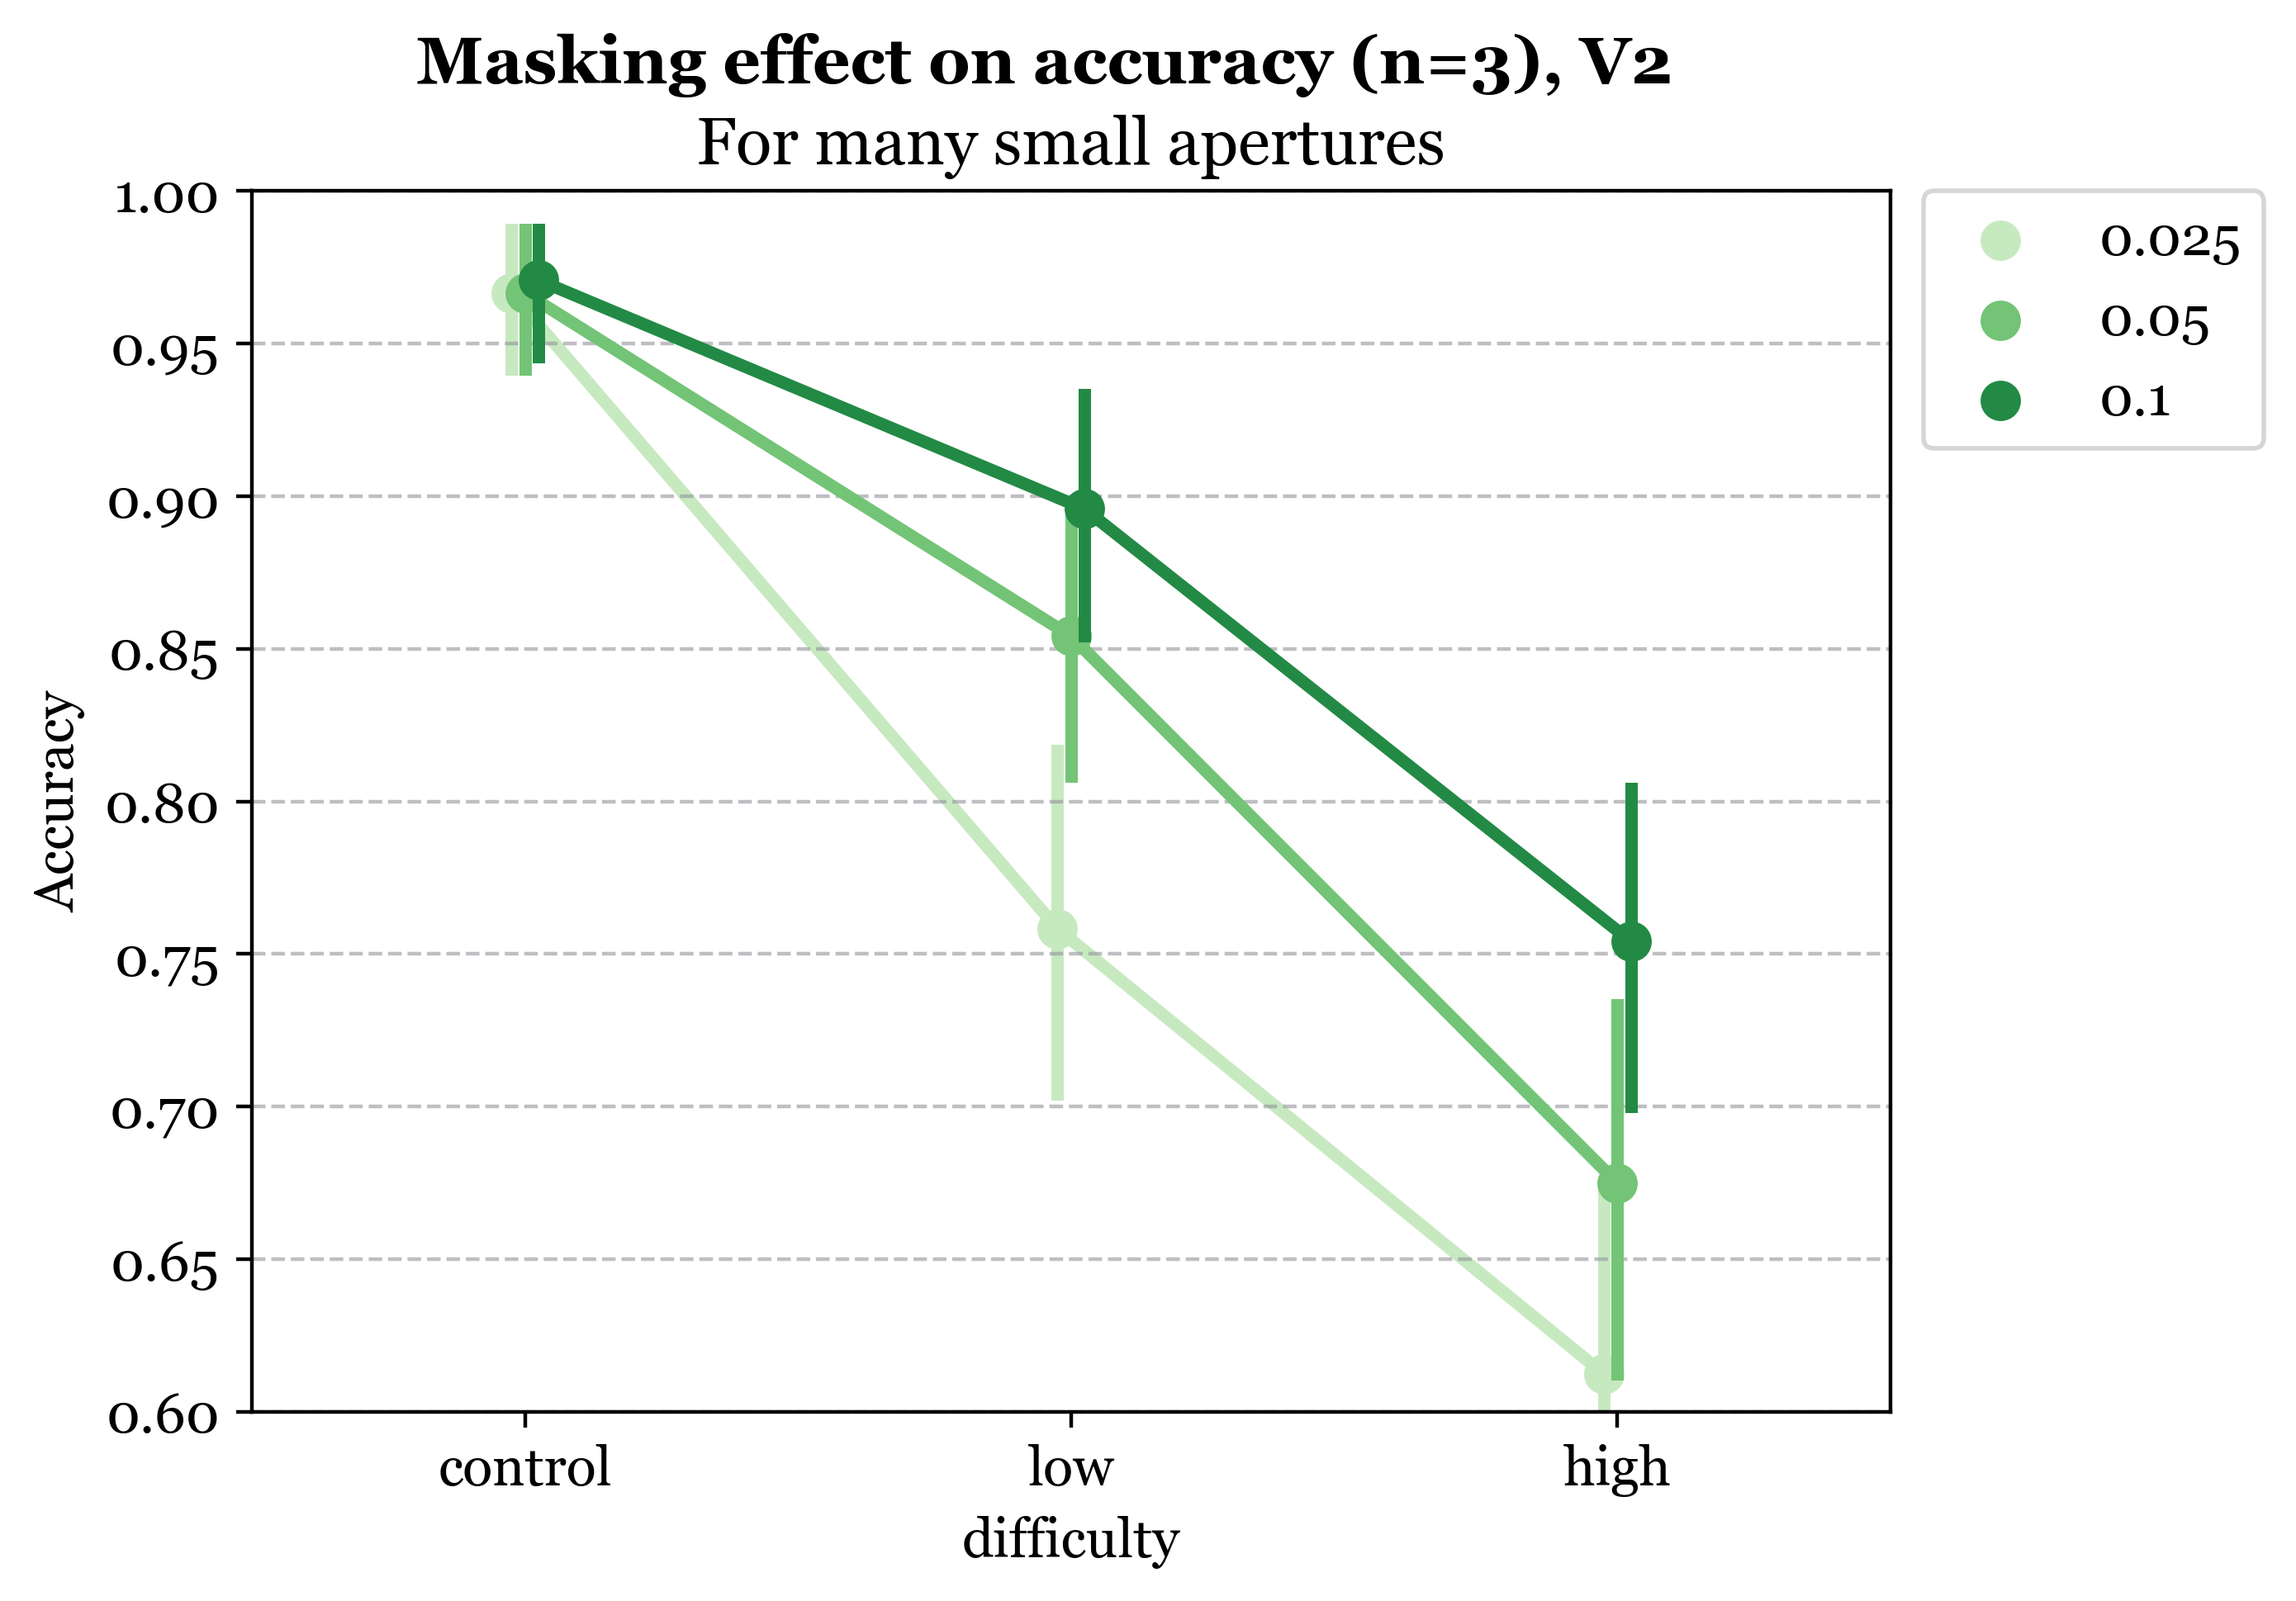 Masking effect on accuracy (n=3), V2
For many small apertures
1.00
0.95
0.90
0.85
0.80
0.75
0.70
0.65
0.60
Accuracy
control
low
high
difficulty
0.025
0.05
0.1